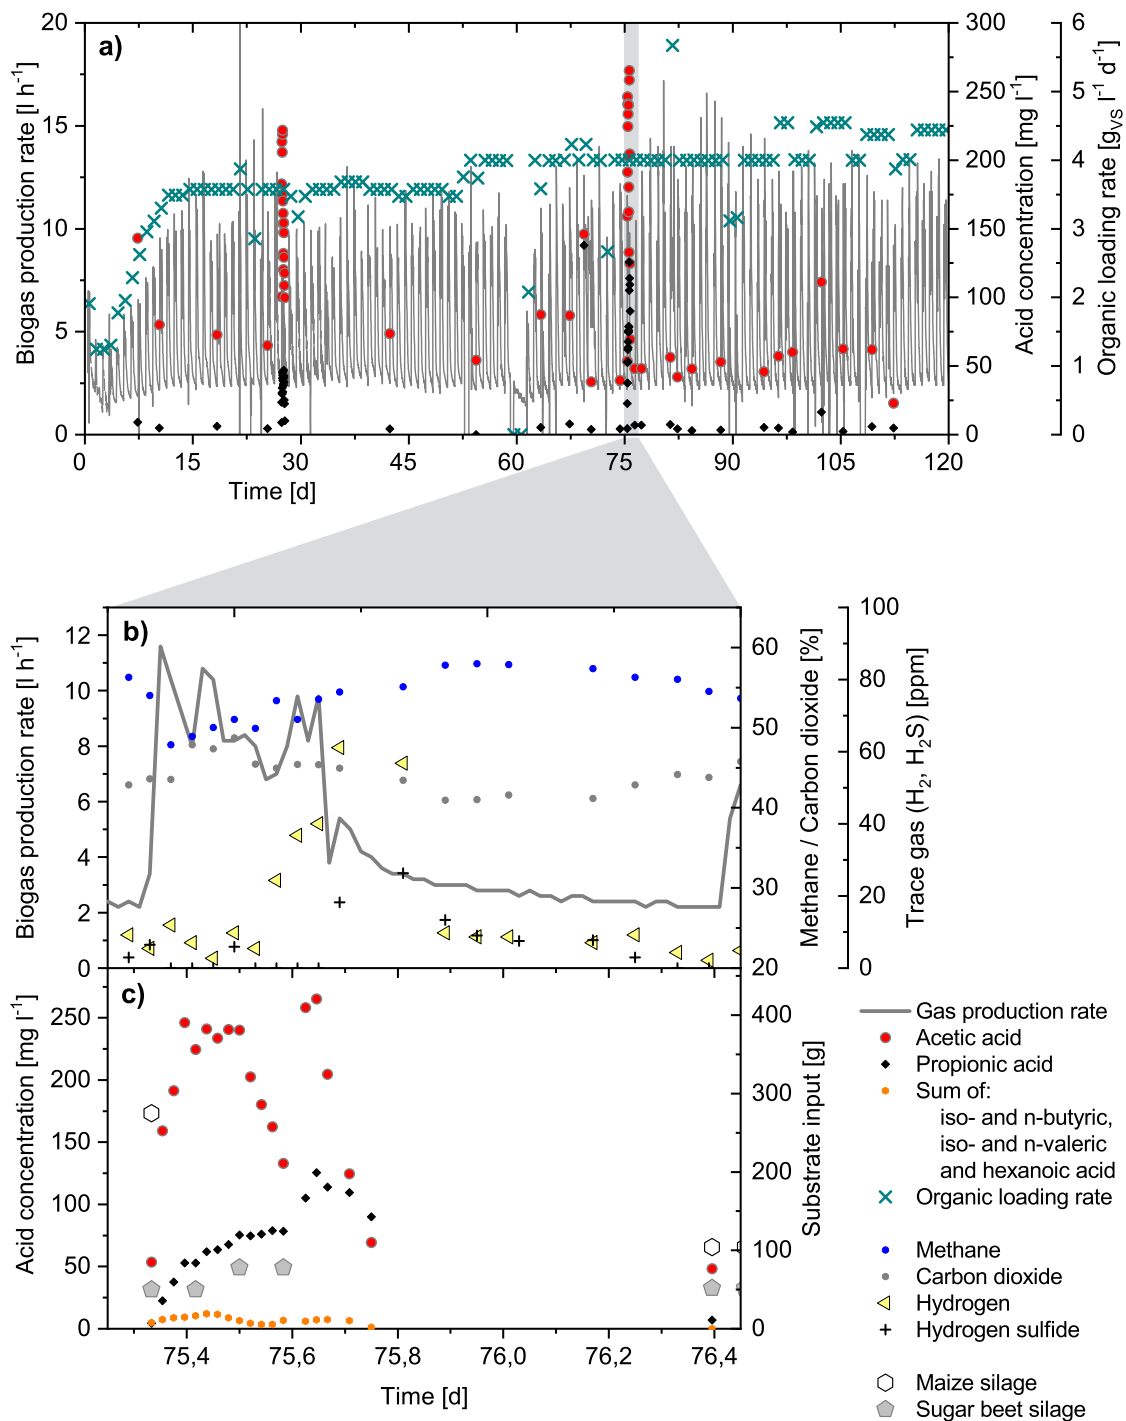 a)
Biogas production rate [l h⁻¹]
20
15
10
5
0
0 15 30 45 60 75 90 105 120
Time [d]
300
250
200
150
100
50
0
Acid concentration [mg l⁻¹]
6
5
4
3
2
1
0
Organic loading rate [gVS l⁻¹ d⁻¹]
b)
Biogas production rate [l h⁻¹]
12
10
8
6
4
2
0
60
50
40
30
20
Methane / Carbon dioxide [%]
100
80
60
40
20
0
Trace gas (H₂, H₂S) [ppm]
c)
Acid concentration [mg l⁻¹]
250
200
150
100
50
0
400
300
200
100
0
Substrate input [g]
75,4 75,6 75,8 76,0 76,2 76,4
Time [d]
Gas production rate
Acetic acid
Propionic acid
Sum of:
iso- and n-butyric,
iso- and n-valeric
and hexanoic acid
Organic loading rate
Methane
Carbon dioxide
Hydrogen
Hydrogen sulfide
Maize silage
Sugar beet silage